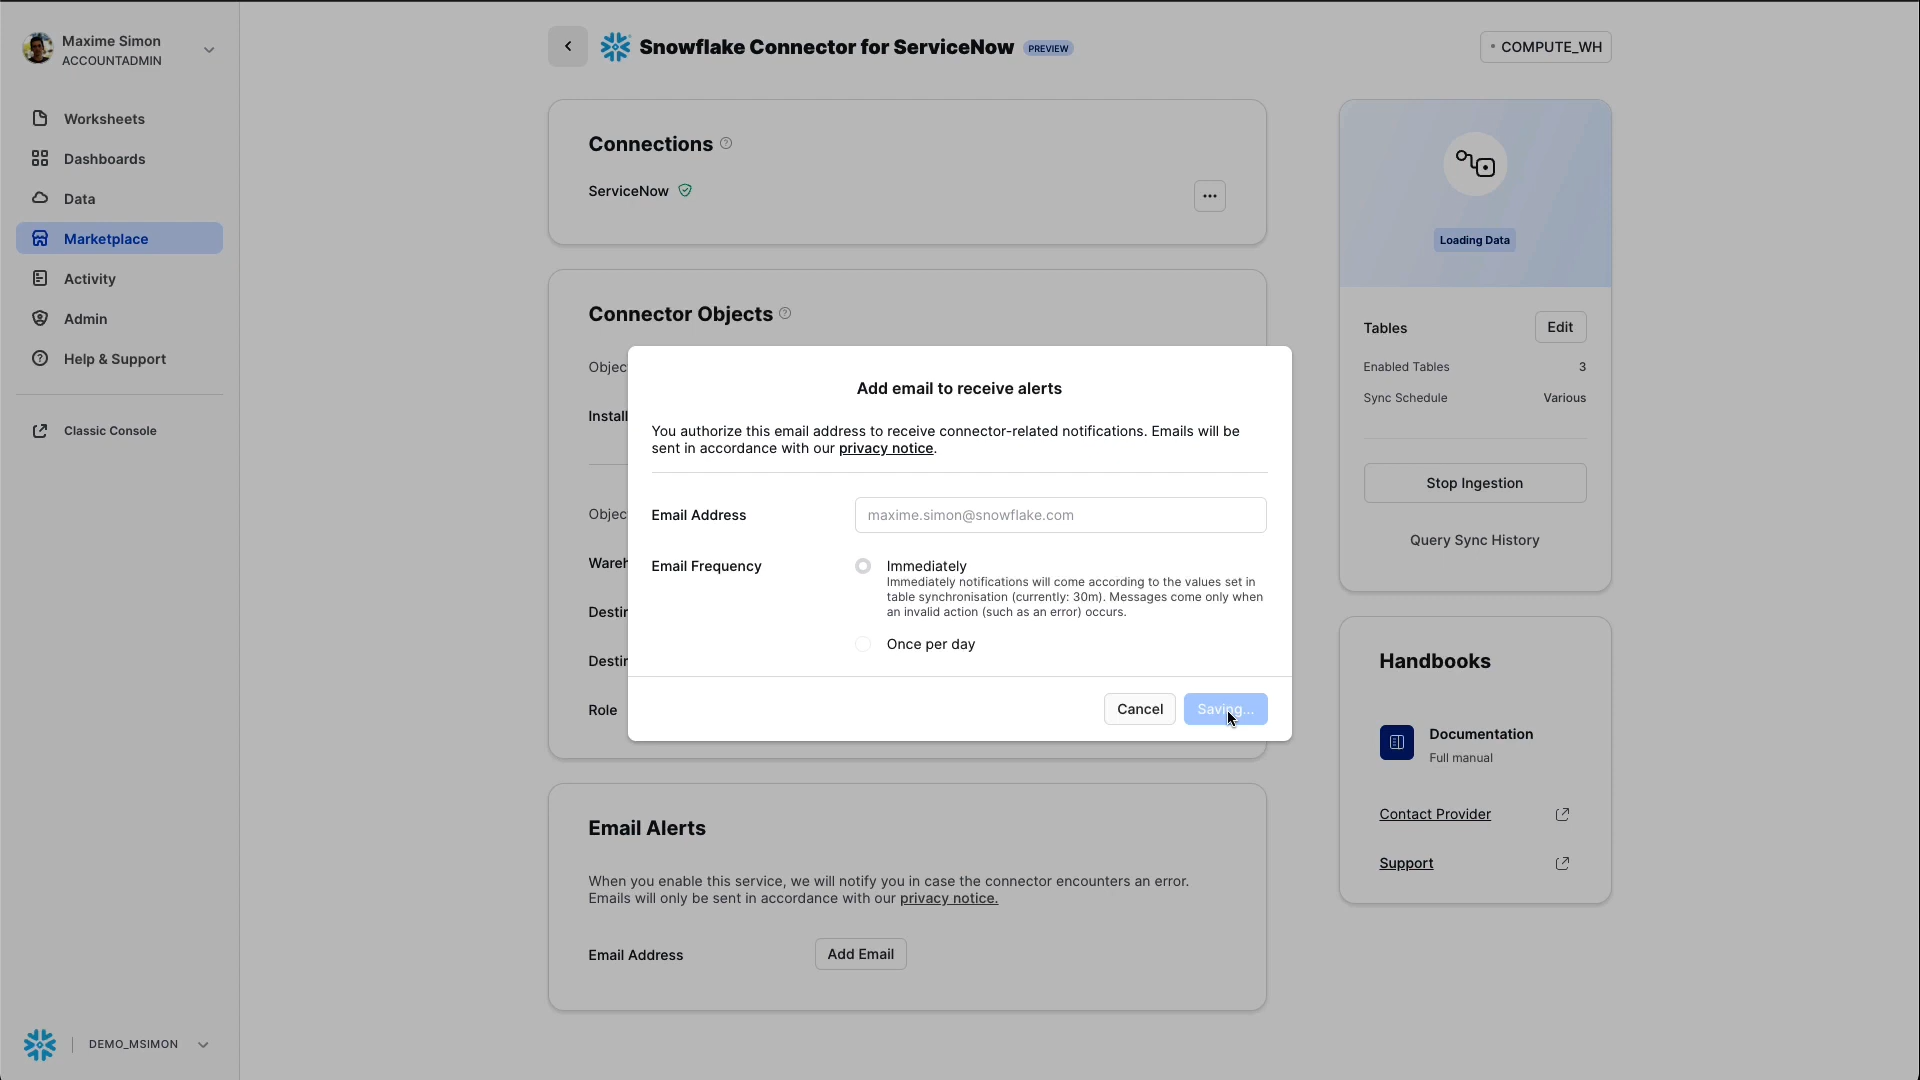 Maxime Simon
ACCOUNTADMIN
Worksheets
Dashboards
Data
Marketplace
Activity
Admin
Help & Support
Classic Console
DEMO_MSIMON
Snowflake Connector for ServiceNow PREVIEW
COMPUTE_WH
Connections
ServiceNow
Connector Objects
Objec
Install
Objec
Wareh
Destin
Destin
Role
Add email to receive alerts
You authorize this email address to receive connector-related notifications. Emails will be
sent in accordance with our privacy notice.
Email Address
maxime.simon@snowflake.com
Email Frequency
Immediately
Immediately notifications will come according to the values set in
table synchronisation (currently: 30m). Messages come only when
an invalid action (such as an error) occurs.
Once per day
Cancel
Saving...
Email Alerts
When you enable this service, we will notify you in case the connector encounters an error.
Emails will only be sent in accordance with our privacy notice.
Email Address
Add Email
Loading Data
Tables
Edit
Enabled Tables 3
Sync Schedule Various
Stop Ingestion
Query Sync History
Handbooks
Documentation
Full manual
Contact Provider
Support